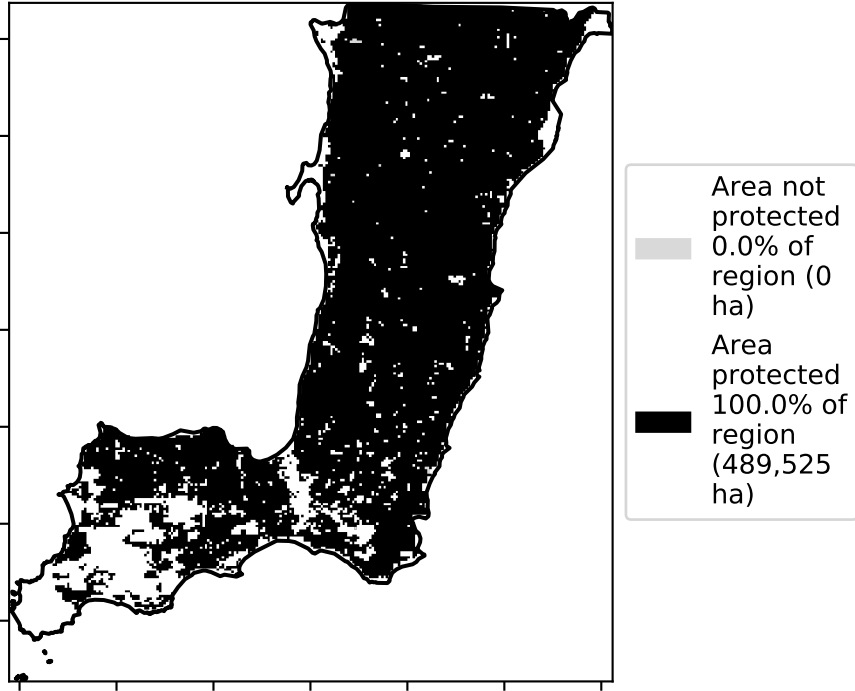 Area not
protected
0.0% of
region (0
ha)
Area
protected
100.0% of
region
(489,525
ha)